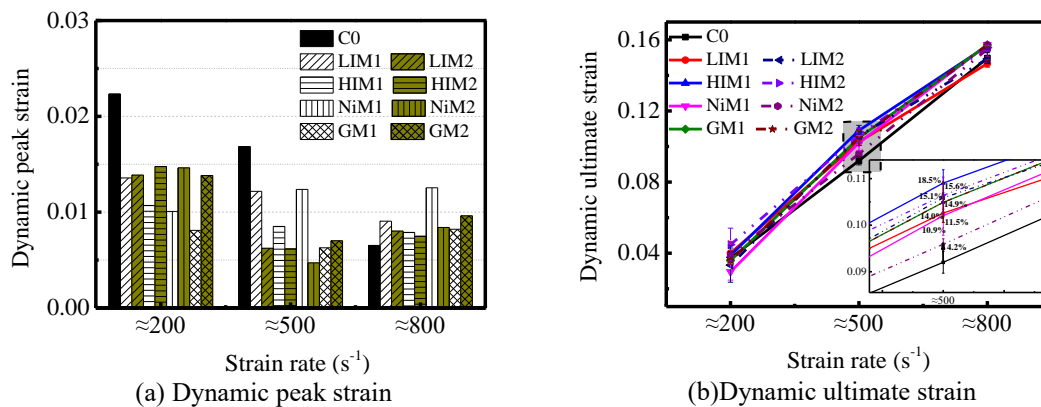 (a)
0.03
0.02
0.01
0.00
Dynamic peak strain
C0
LIM1 LIM2
HIM1 HIM2
NiM1 NiM2
GM1 GM2
≈200 ≈500 ≈800
Strain rate (s⁻¹)
(a) Dynamic peak strain
(b)
0.16
0.12
0.08
0.04
Dynamic ultimate strain
C0
LIM1 LIM2
HIM1 HIM2
NiM1 NiM2
GM1 GM2
0.11
0.10
0.09
18.5%
15.6%
15.1%
14.9%
14.0%
11.5%
10.9%
4.2%
≈500
≈200 ≈500 ≈800
Strain rate (s⁻¹)
(b)Dynamic ultimate strain